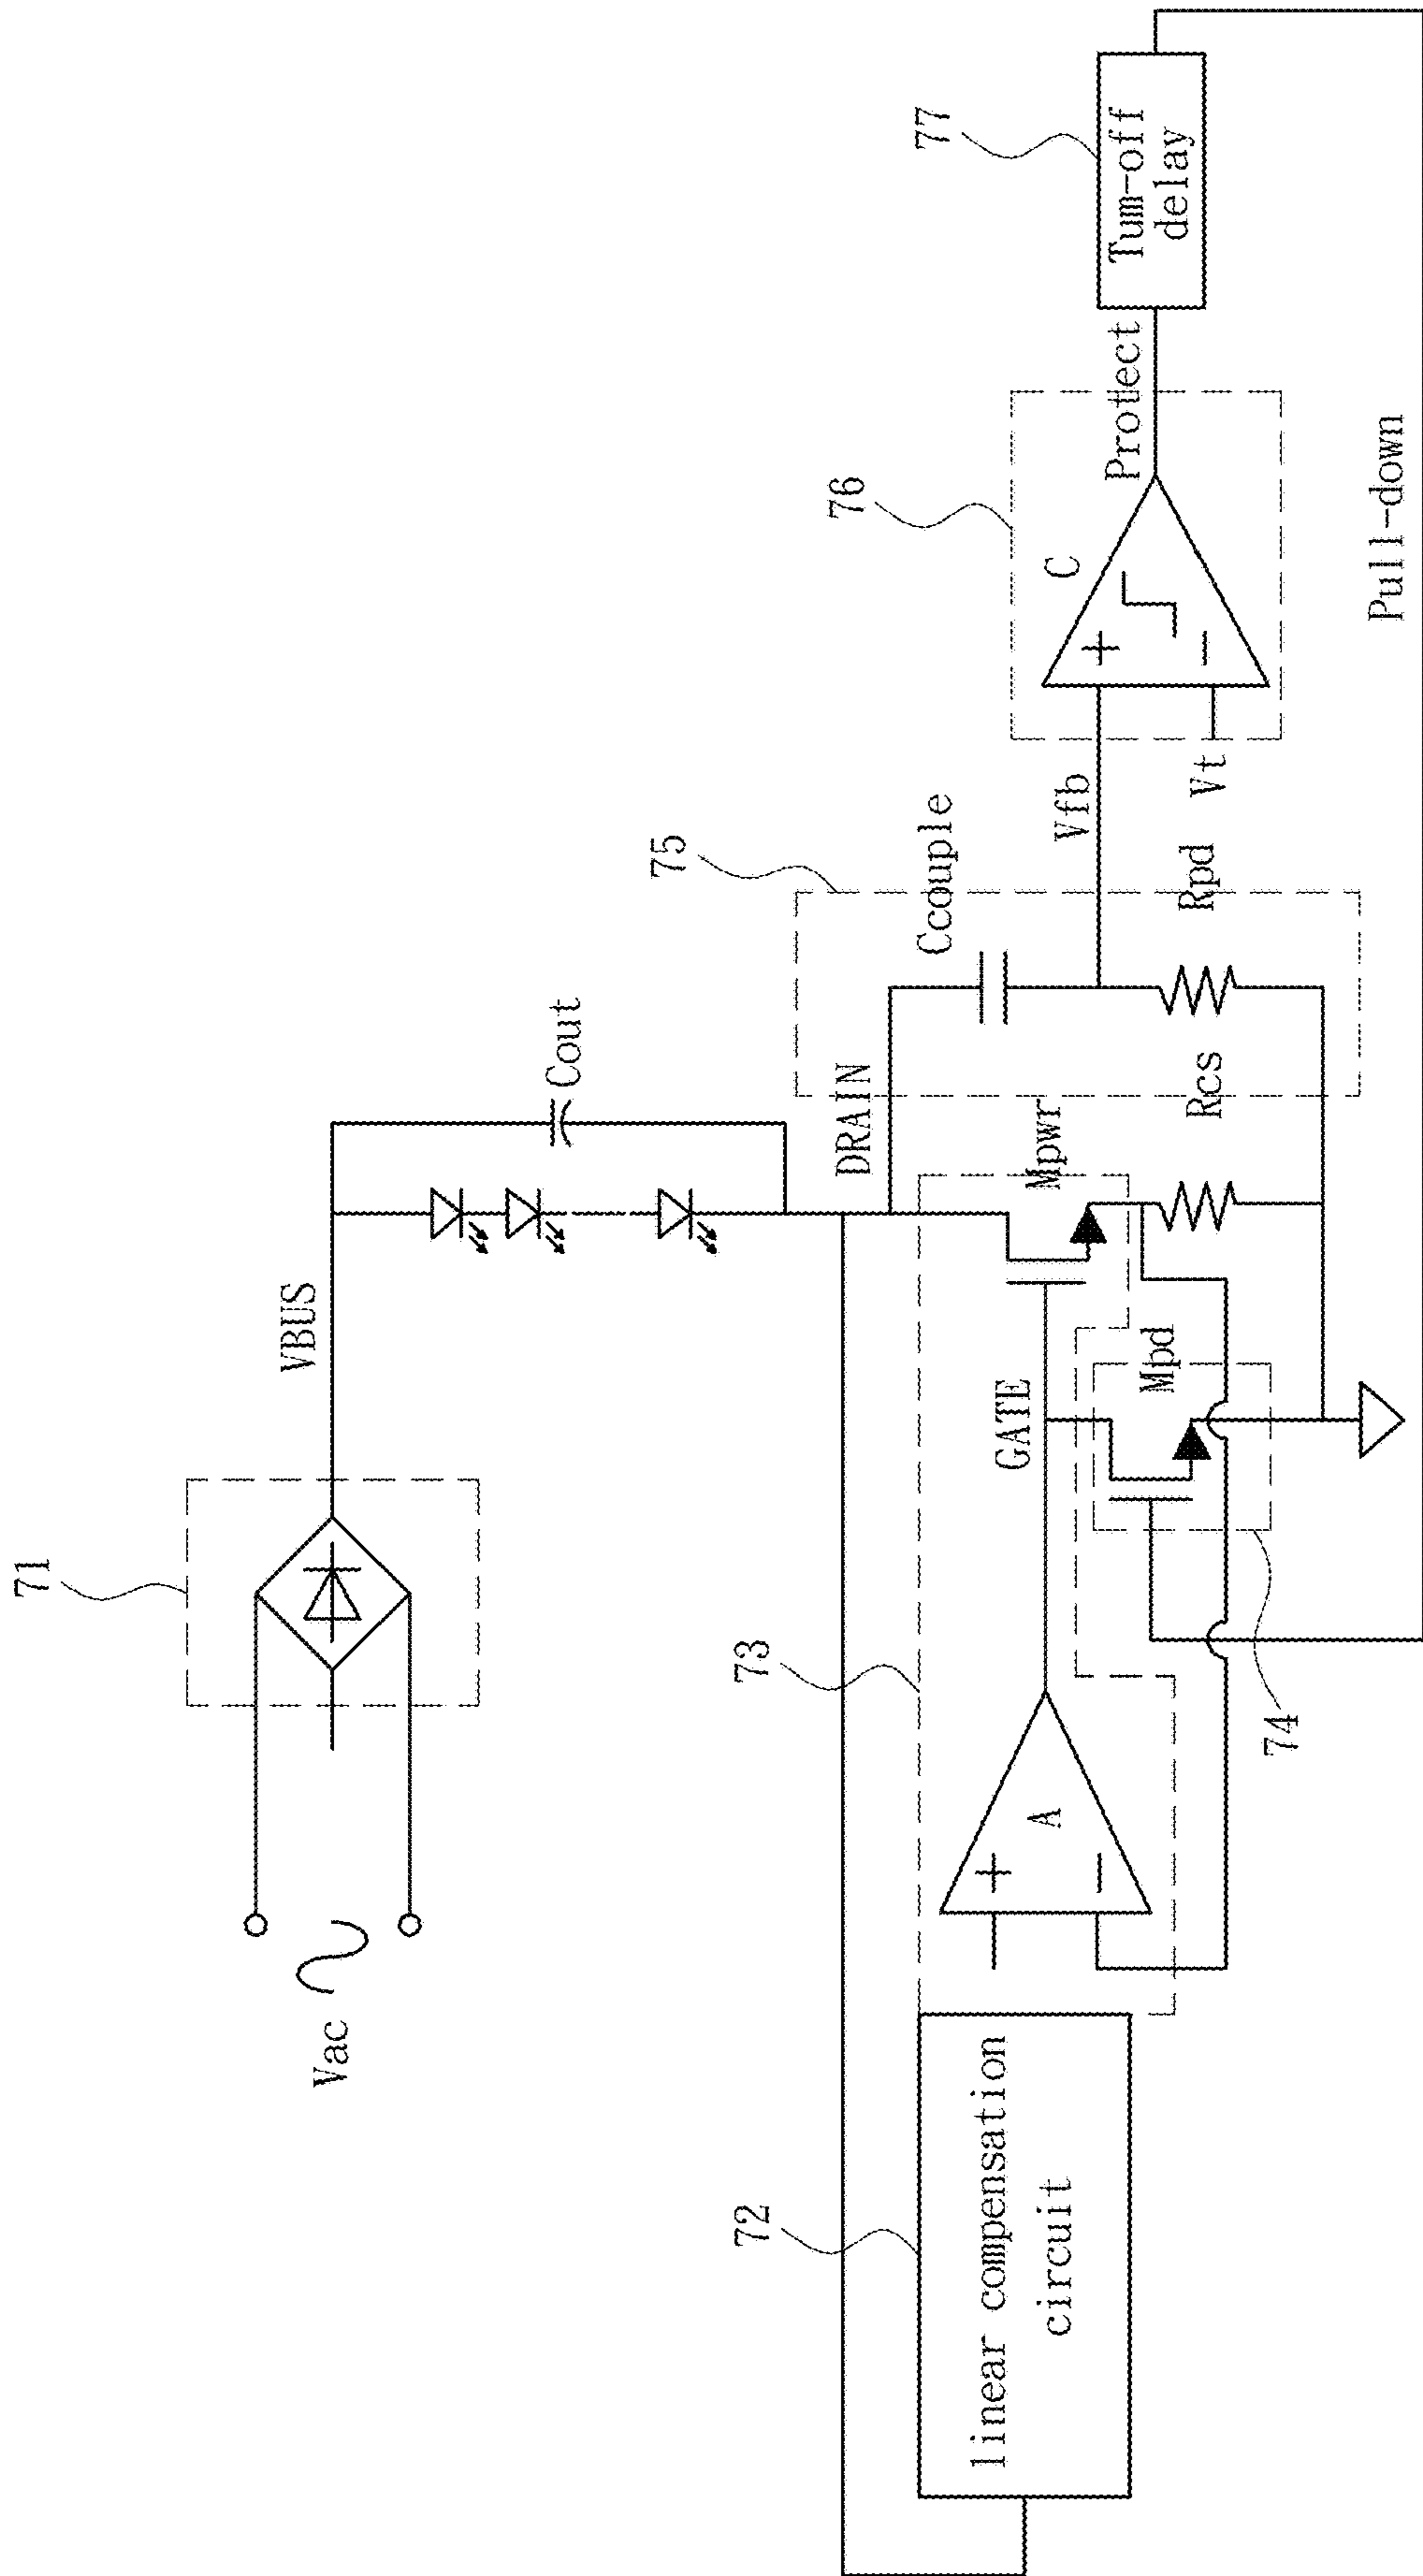 71
Vac
VBUS
Cout
72
linear compensation
circuit
73
A
+
−
GATE
74
Mpd
DRAIN
Mpwr
Rcs
75
Ccouple
Rpd
Vfb
Vt
76
C
+
−
Protect
77
Tum-off
delay
Pull-down